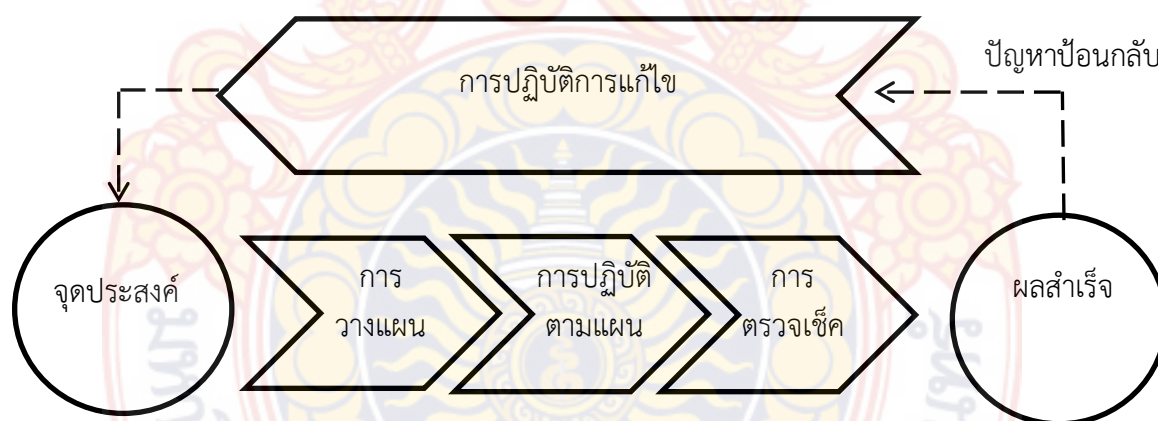 การปฏิบัติการแก้ไข
ปัญหาป้อนกลับ
จุดประสงค์
การ
วางแผน
การปฏิบัติ
ตามแผน
การ
ตรวจเช็ค
ผลสำเร็จ